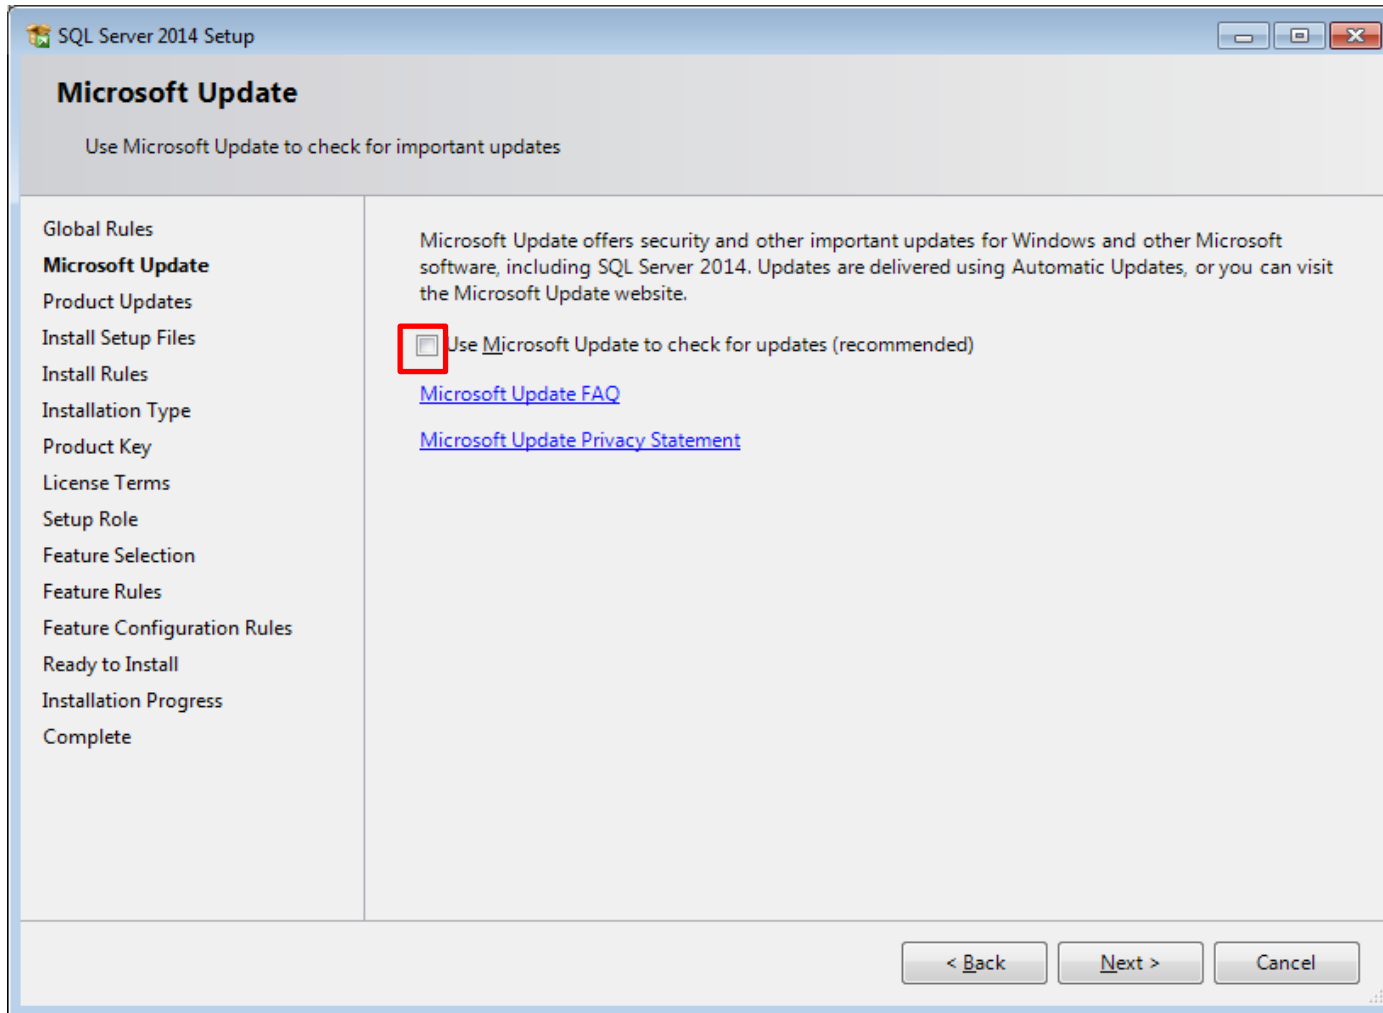 SQL Server 2014 Setup
Microsoft Update
Use Microsoft Update to check for important updates
Global Rules
Microsoft Update
Product Updates
Install Setup Files
Install Rules
Installation Type
Product Key
License Terms
Setup Role
Feature Selection
Feature Rules
Feature Configuration Rules
Ready to Install
Installation Progress
Complete
Microsoft Update offers security and other important updates for Windows and other Microsoft
software, including SQL Server 2014. Updates are delivered using Automatic Updates, or you can visit
the Microsoft Update website.
Use Microsoft Update to check for updates (recommended)
Microsoft Update FAQ
Microsoft Update Privacy Statement
< Back
Next >
Cancel